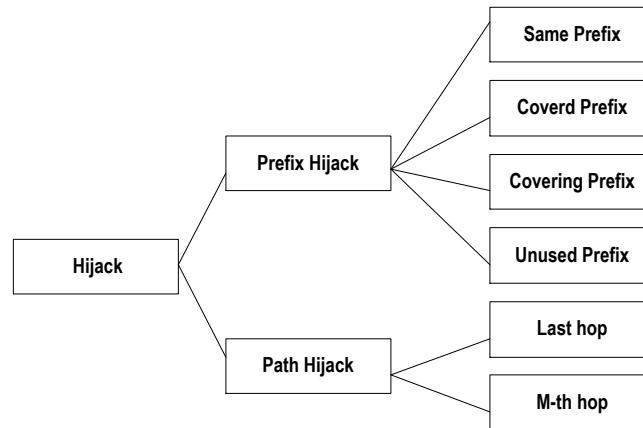 Same Prefix
Coverd Prefix
Prefix Hijack
Covering Prefix
Hijack
Unused Prefix
Last hop
Path Hijack
M-th hop